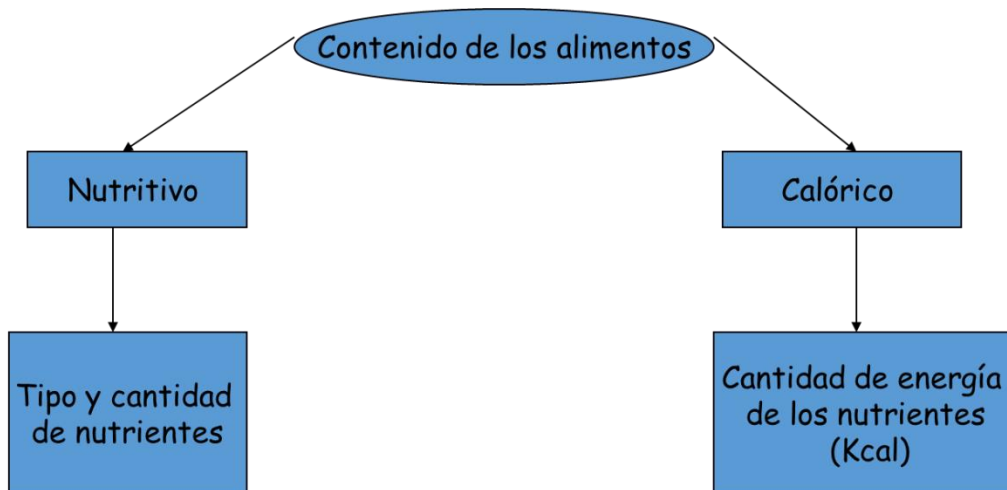 Contenido de los alimentos
Nutritivo
Calórico
Tipo y cantidad
de nutrientes
Cantidad de energía
de los nutrientes
(Kcal)